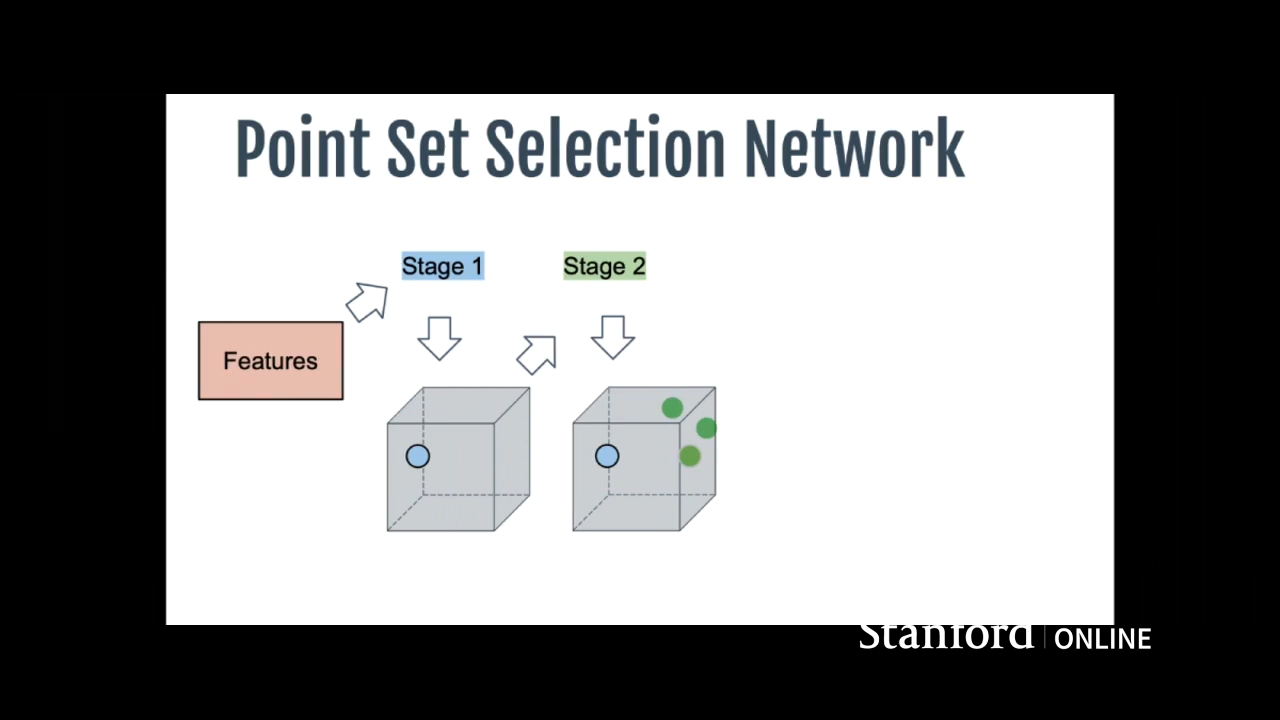 Point Set Selection Network
Stage 1
Stage 2
Features
Stanford ONLINE